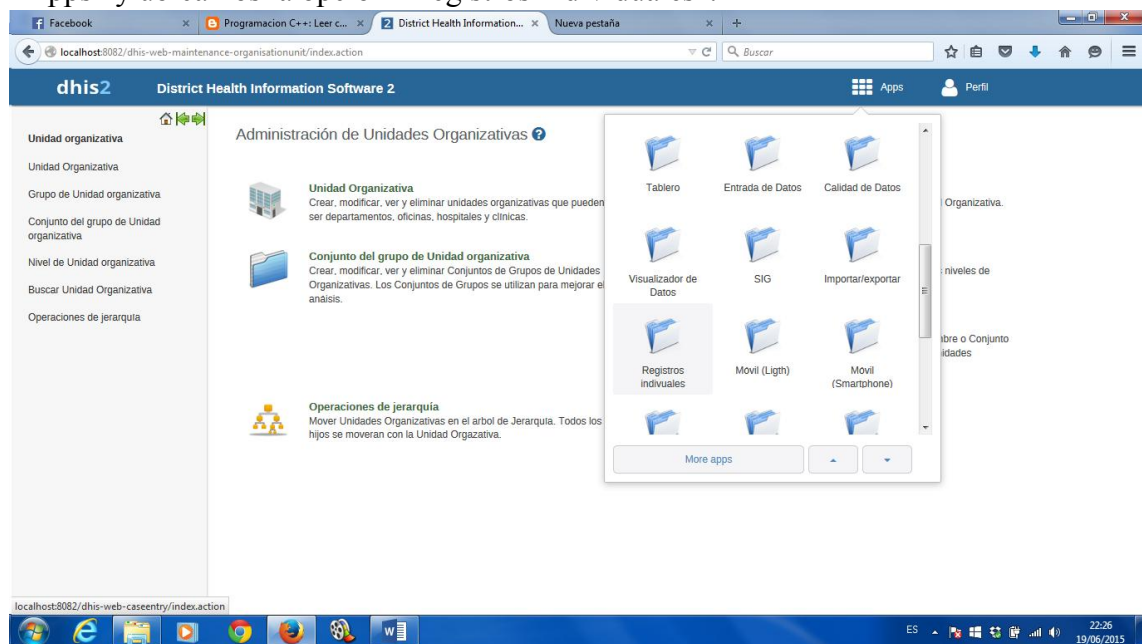 Facebook
Programacion C++: Leer c...
District Health Information...
Nueva pestaña
localhost:8082/dhis-web-maintenance-organisationunit/index.action
Buscar
dhis2
District Health Information Software 2
Apps
Perfil
Unidad organizativa
Unidad Organizativa
Grupo de Unidad organizativa
Conjunto del grupo de Unidad
organizativa
Nivel de Unidad organizativa
Buscar Unidad Organizativa
Operaciones de jerarquía
Administración de Unidades Organizativas
Unidad Organizativa
Crear, modificar, ver y eliminar unidades organizativas que pueden
ser departamentos, oficinas, hospitales y clínicas.
Conjunto del grupo de Unidad organizativa
Crear, modificar, ver y eliminar Conjuntos de Grupos de Unidades
Organizativas. Los Conjuntos de Grupos se utilizan para mejorar el
anáisis.
Operaciones de jerarquía
Mover Unidades Organizativas en el arbol de Jerarquía. Todos los
hijos se moveran con la Unidad Orgazativa.
Tablero
Entrada de Datos
Calidad de Datos
Visualizador de
Datos
SIG
Importar/exportar
Registros
indivuales
Móvil (Ligth)
Móvil
(Smartphone)
More apps
Organizativa.
niveles de
bre o Conjunto
idades
localhost:8082/dhis-web-caseentry/index.action
ES
22:26
19/06/2015